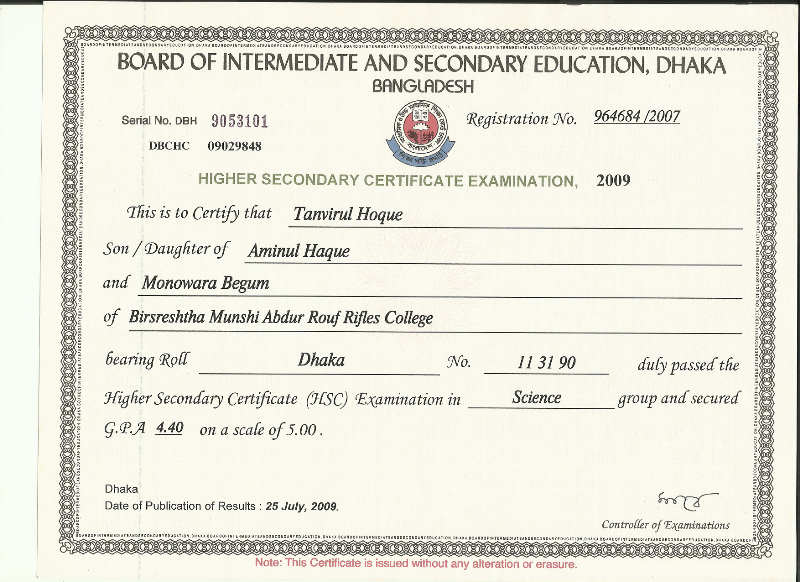 BOARD OF INTERMEDIATE AND SECONDARY EDUCATION, DHAKA
BANGLADESH
Serial No. DBH 9053101
Registration No. 964684 /2007
DBCHC 09029848
HIGHER SECONDARY CERTIFICATE EXAMINATION, 2009
This is to Certify that Tanvirul Hoque
Son / Daughter of Aminul Haque
and Monowara Begum
of Birsreshtha Munshi Abdur Rouf Rifles College
bearing Roll Dhaka No. 11 31 90 duly passed the
Higher Secondary Certificate (HSC) Examination in Science group and secured
G.P.A 4.40 on a scale of 5.00 .
Dhaka
Date of Publication of Results : 25 July, 2009.
Controller of Examinations
Note: This Certificate is issued without any alteration or erasure.